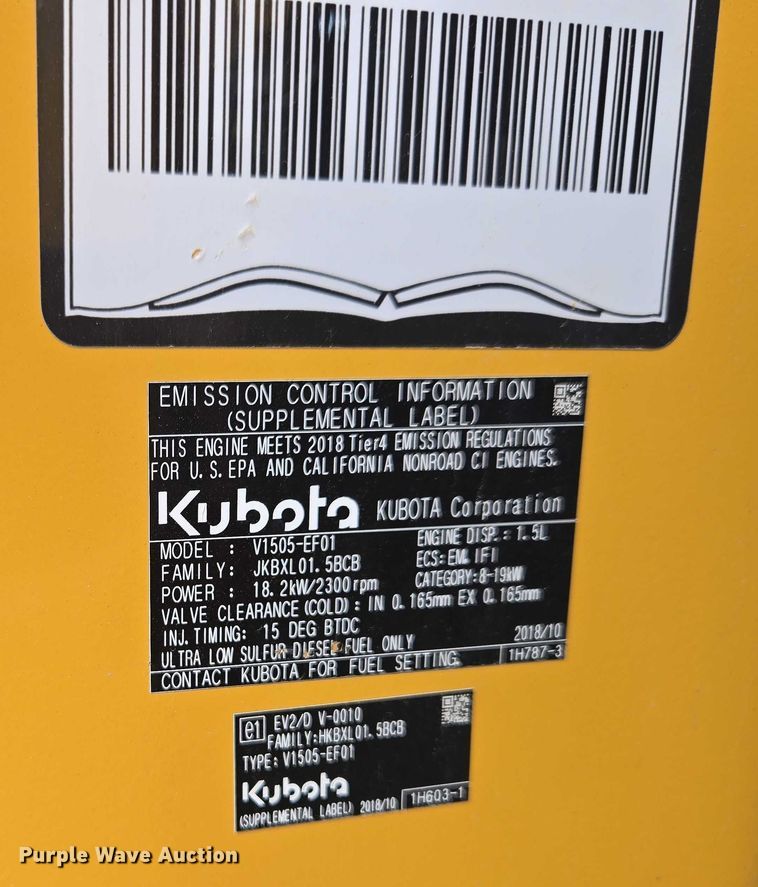 EMISSION CONTROL INFORMATION
(SUPPLEMENTAL LABEL)
THIS ENGINE MEETS 2018 Tier4 EMISSION REGULATIONS
FOR U.S.EPA AND CALIFORNIA NONROAD CI ENGINES.
Kubota KUBOTA Corporation
MODEL : V1505-EF01 ENGINE DISP.: 1.5L
FAMILY: JKBXL01.5BCB ECS:EM,IFI
POWER : 18.2kW/2300rpm CATEGORY:8-19kW
VALVE CLEARANCE(COLD): IN 0.165mm EX 0.165mm
INJ.TIMING: 15 DEG BTDC
ULTRA LOW SULFUR DIESEL FUEL ONLY 2018/10
CONTACT KUBOTA FOR FUEL SETTING. 1H787-3
e1 EV2/D V-0010
FAMILY:HKBXL01.5BCB
TYPE: V1505-EF01
Kubota
(SUPPLEMENTAL LABEL) 2018/10 1H603-1
Purple Wave Auction